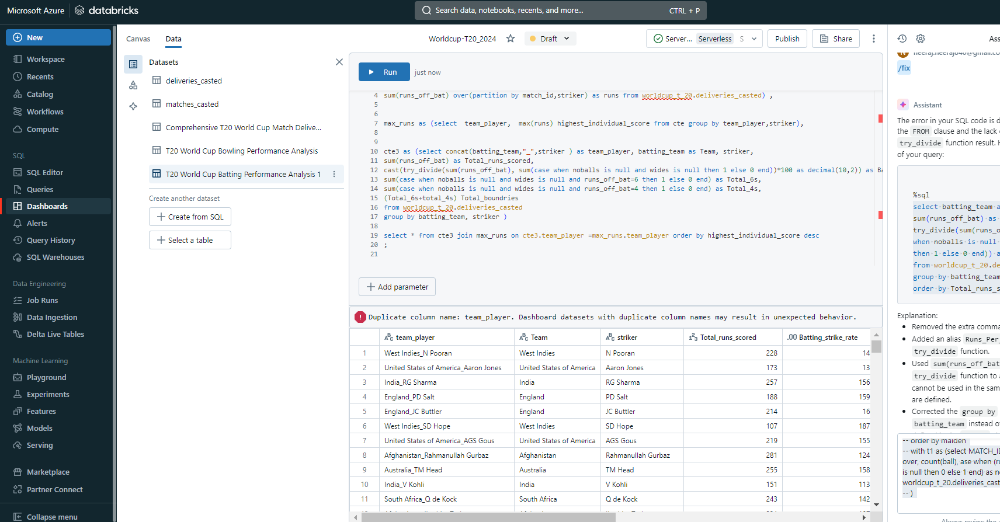 Microsoft Azure databricks
Search data, notebooks, recents, and more... CTRL + P
New
Workspace
Recents
Catalog
Workflows
Compute
SQL
SQL Editor
Queries
Dashboards
Alerts
Query History
SQL Warehouses
Data Engineering
Job Runs
Data Ingestion
Delta Live Tables
Machine Learning
Playground
Experiments
Features
Models
Serving
Marketplace
Partner Connect
Collapse menu
Canvas Data
Worldcup-T20_2024 Draft
Server... Serverless S
Publish
Share
Datasets
deliveries_casted
matches_casted
Comprehensive T20 World Cup Match Delive...
T20 World Cup Bowling Performance Analysis
T20 World Cup Batting Performance Analysis 1
Create another dataset
Create from SQL
Select a table
Run just now
4 sum(runs_off_bat) over(partition by match_id,striker) as runs from worldcup_t_20.deliveries_casted) ,
5
6
7 max_runs as (select  team_player,  max(runs) highest_individual_score from cte group by team_player,striker),
8
9
10 cte3 as (select concat(batting_team,"_",striker ) as team_player, batting_team as Team, striker,
11 sum(runs_off_bat) as Total_runs_scored,
12 cast(try_divide(sum(runs_off_bat), sum(case when noballs is null and wides is null then 1 else 0 end))*100 as decimal(10,2)) as Ba
13 sum(case when noballs is null and wides is null and runs_off_bat=6 then 1 else 0 end) as Total_6s,
14 sum(case when noballs is null and wides is null and runs_off_bat=4 then 1 else 0 end) as Total_4s,
15 (Total_6s+total_4s) Total_boundries
16 from worldcup_t_20.deliveries_casted
17 group by batting_team, striker )
18
19 select * from cte3 join max_runs on cte3.team_player =max_runs.team_player order by highest_individual_score desc
20 ;
21
Add parameter
Duplicate column name: team_player. Dashboard datasets with duplicate column names may result in unexpected behavior.
team_player Team striker Total_runs_scored .00 Batting_strike_rate
1 West Indies_N Pooran West Indies N Pooran 228 14
2 United States of America_Aaron Jones United States of America Aaron Jones 173 13
3 India_RG Sharma India RG Sharma 257 156
4 England_PD Salt England PD Salt 188 159
5 England_JC Buttler England JC Buttler 214 16
6 West Indies_SD Hope West Indies SD Hope 107 187
7 United States of America_AGS Gous United States of America AGS Gous 219 155
8 Afghanistan_Rahmanullah Gurbaz Afghanistan Rahmanullah Gurbaz 281 124
9 Australia_TM Head Australia TM Head 255 158
10 India_V Kohli India V Kohli 151 113
11 South Africa_Q de Kock South Africa Q de Kock 243 142
Ass
/fix
Assistant
The error in your SQL code is d
the FROM clause and the lack
try_divide function result. H
of your query:
%sql
select batting_team a
sum(runs_off_bat) as
try_divide(sum(runs_o
when noballs is null
then 1 else 0 end)) a
from worldcup_t_20.de
group by batting_team
order by Total_runs_s
Explanation:
Removed the extra comma
Added an alias Runs_Per_
try_divide function.
Used sum(runs_off_bat
try_divide function to a
cannot be used in the sam
are defined.
Corrected the group by
batting_team instead o
-- order by maiden
-- with t1 as (select MATCH_ID
over, count(ball), ase when (ru
is null then 0 else 1 end) as no
worldcup_t_20.deliveries_cast
-- )